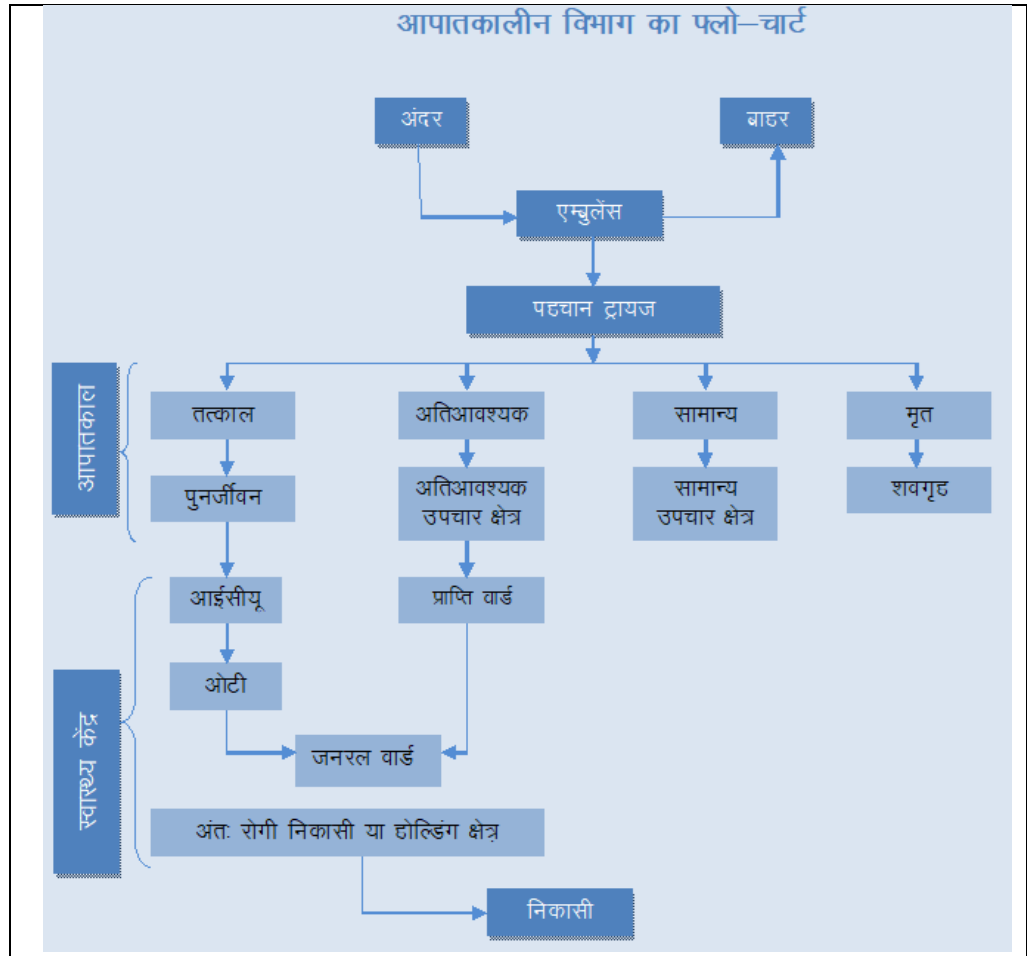 आपातकालीन विभाग का फ्लो–चार्ट
अंदर
बाहर
एम्बुलेंस
पहचान ट्रायज
आपातकाल
तत्काल
अतिआवश्यक
सामान्य
मृत
पुनर्जीवन
अतिआवश्यक
उपचार क्षेत्र
सामान्य
उपचार क्षेत्र
शवगृह
स्वास्थ्य केंद्र
आईसीयू
प्राप्ति वार्ड
ओटी
जनरल वार्ड
अंतः रोगी निकासी या होल्डिंग क्षेत्र
निकासी